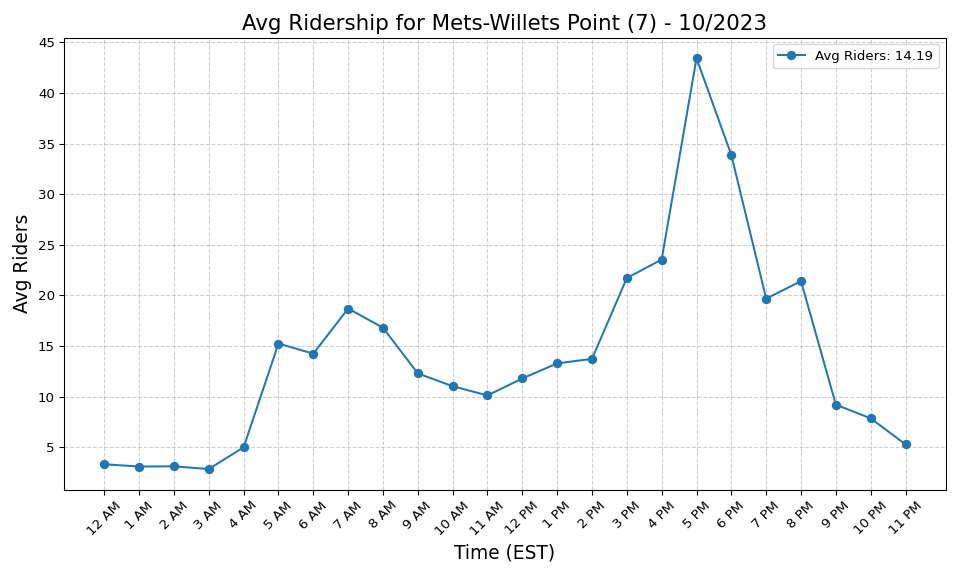 Avg Ridership for Mets-Willets Point (7) - 10/2023
Avg Riders: 14.19
Avg Riders
45
40
35
30
25
20
15
10
5
12 AM
1 AM
2 AM
3 AM
4 AM
5 AM
6 AM
7 AM
8 AM
9 AM
10 AM
11 AM
12 PM
1 PM
2 PM
3 PM
4 PM
5 PM
6 PM
7 PM
8 PM
9 PM
10 PM
11 PM
Time (EST)